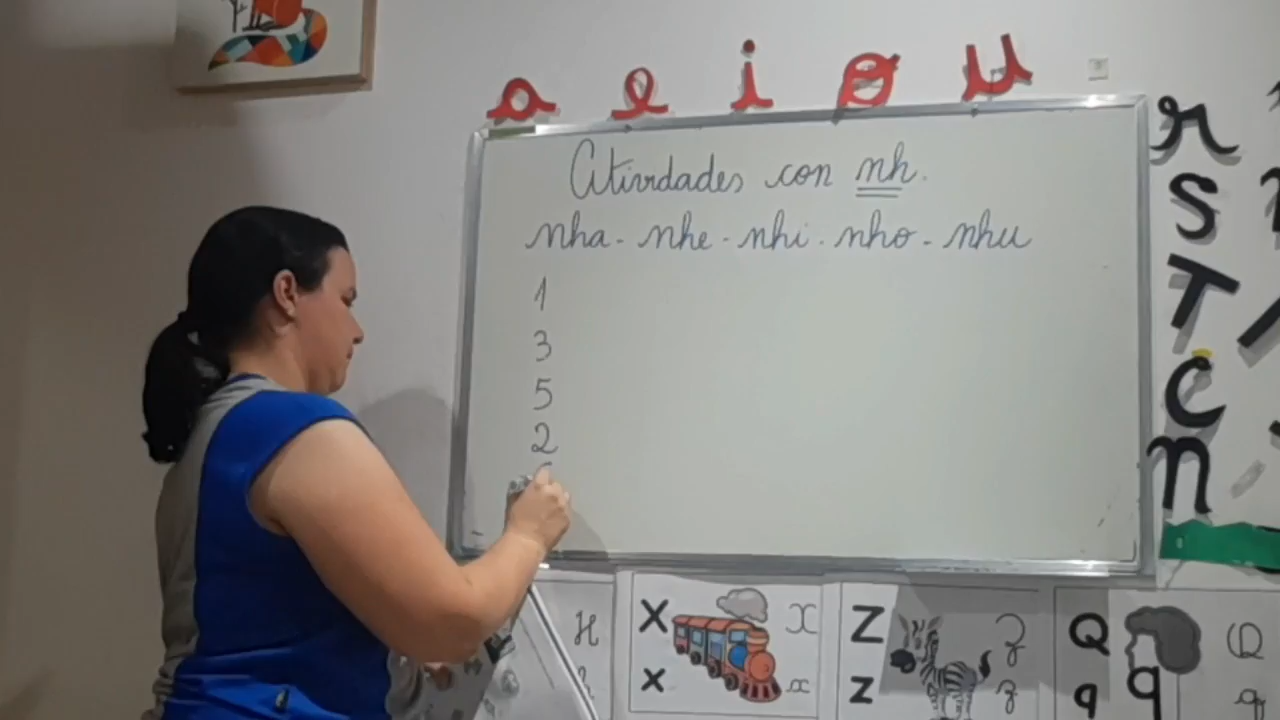 a e i o u
Atividades con nh.
nha - nhe - nhi - nho - nhu
1
3
5
2
r
s
T
c
n
H
X X
x x
Z Z
z z
Q Q
q q q